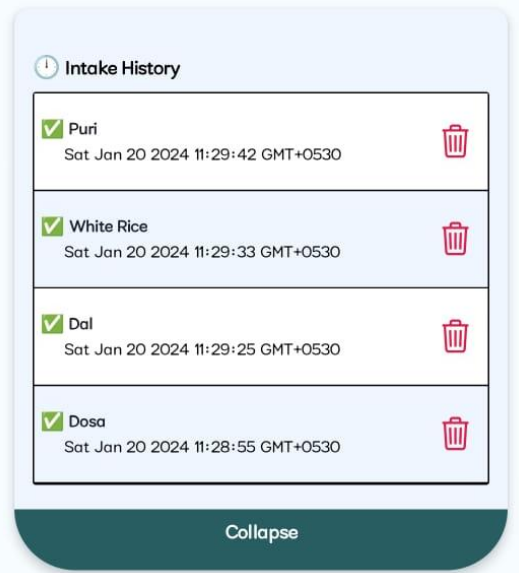 Intake History
Puri
Sat Jan 20 2024 11:29:42 GMT+0530
White Rice
Sat Jan 20 2024 11:29:33 GMT+0530
Dal
Sat Jan 20 2024 11:29:25 GMT+0530
Dosa
Sat Jan 20 2024 11:28:55 GMT+0530
Collapse